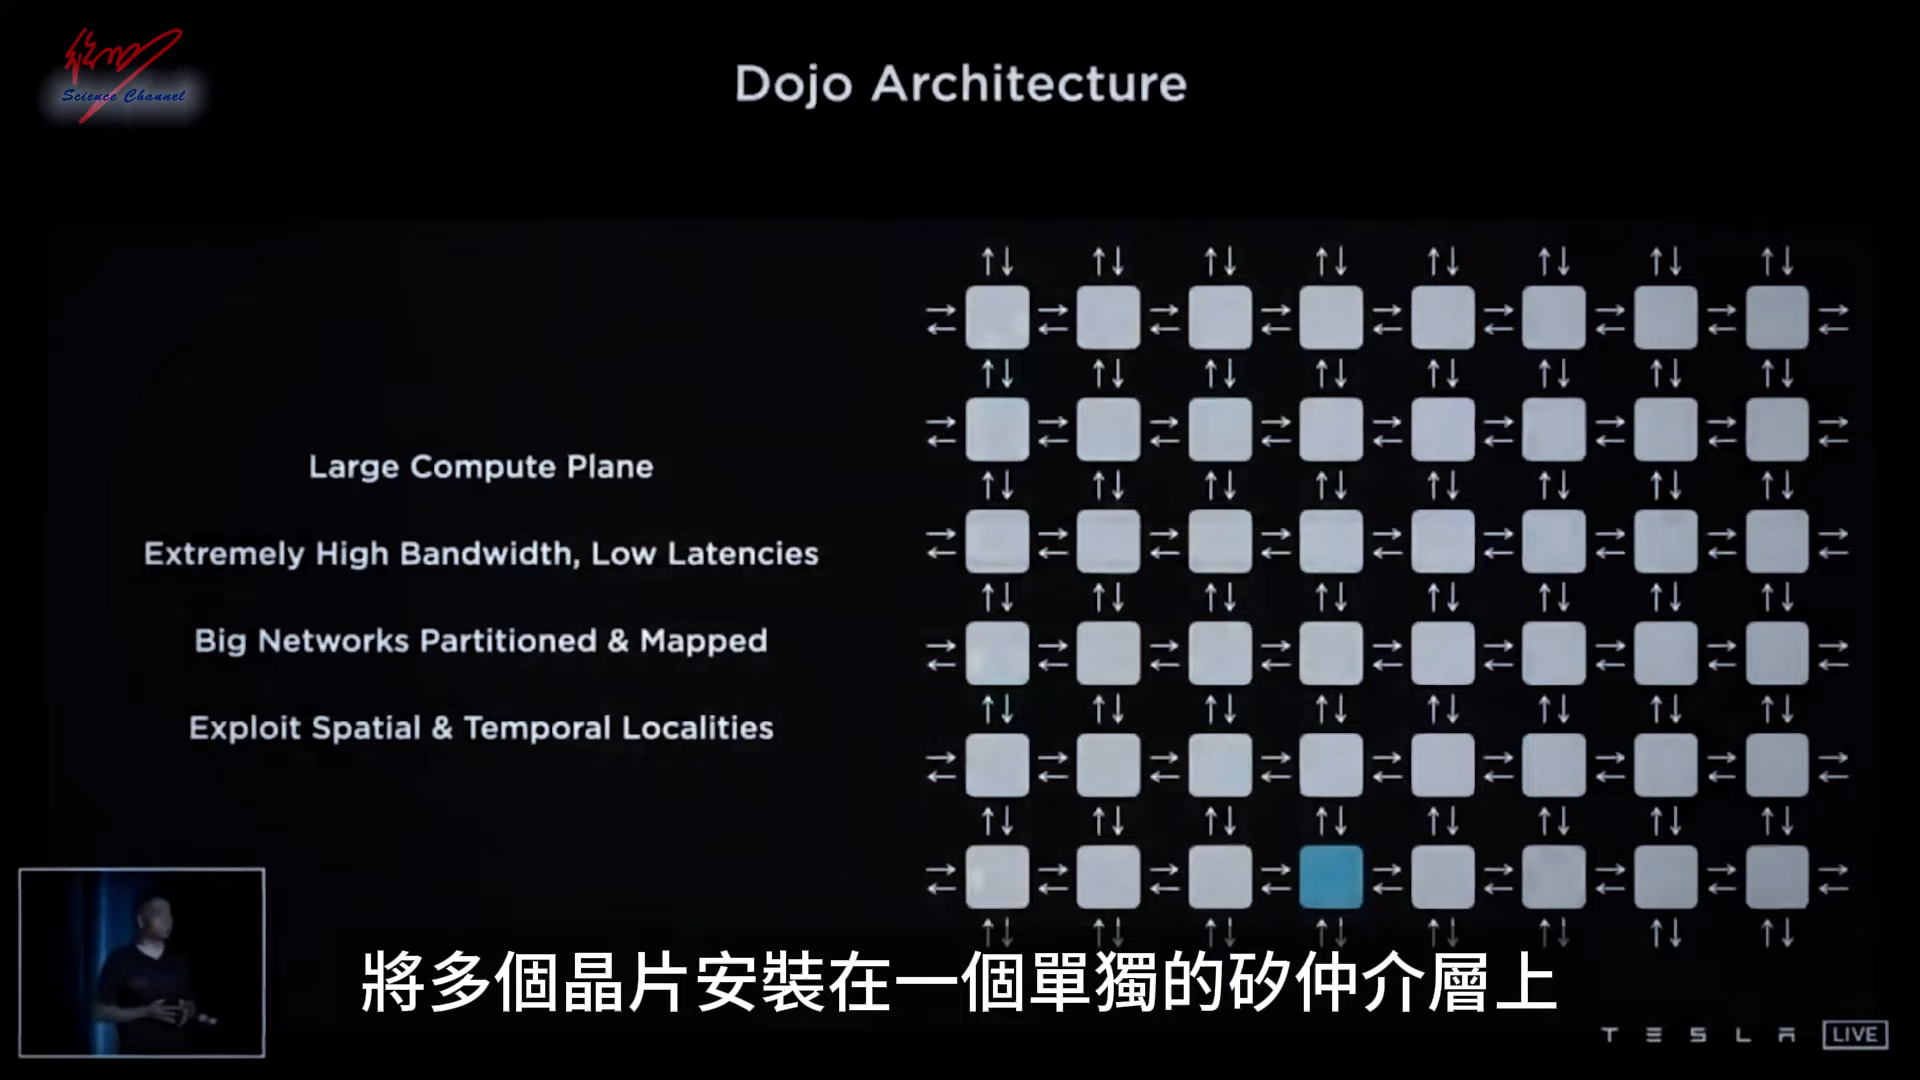 Science Channel
Dojo Architecture
Large Compute Plane
Extremely High Bandwidth, Low Latencies
Big Networks Partitioned & Mapped
Exploit Spatial & Temporal Localities
將多個晶片安裝在一個單獨的矽仲介層上
TESLA LIVE